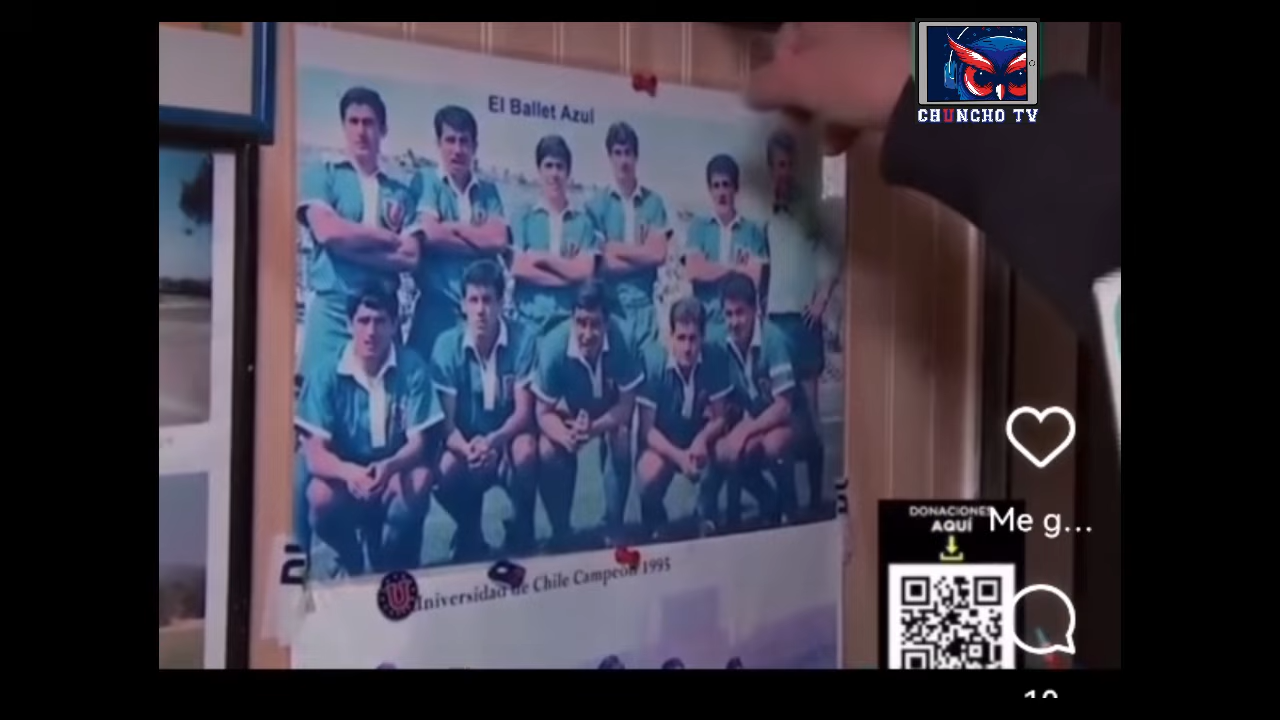 CHUNCHO TV
El Ballet Azul
DONACIONES
AQUÍ
Me g...
Universidad de Chile Campeón 1995